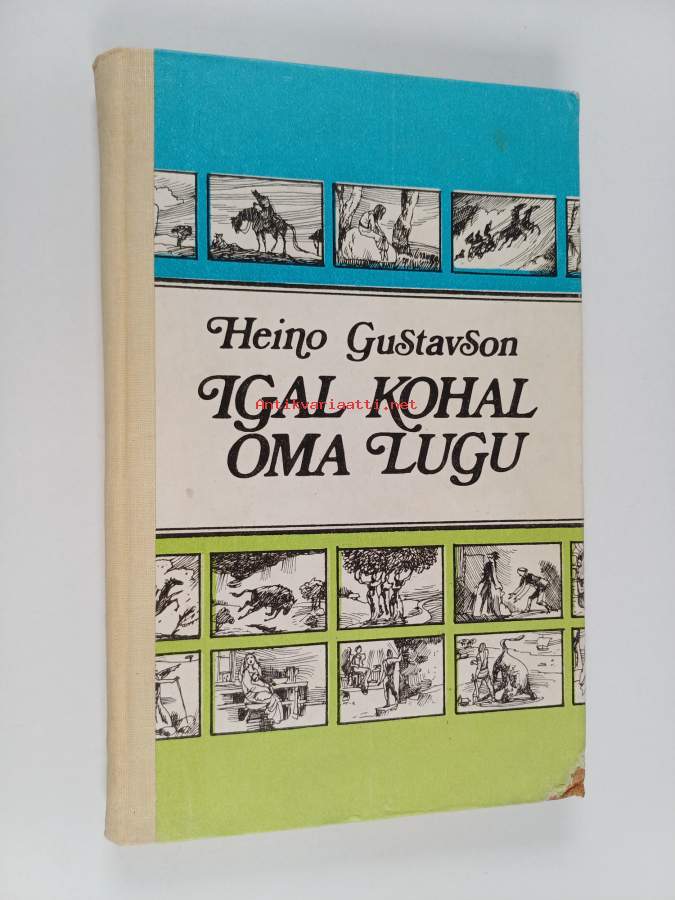 Heino Gustavson
IGAL KOHAL
Antikvariaatti.net
OMA LUGU